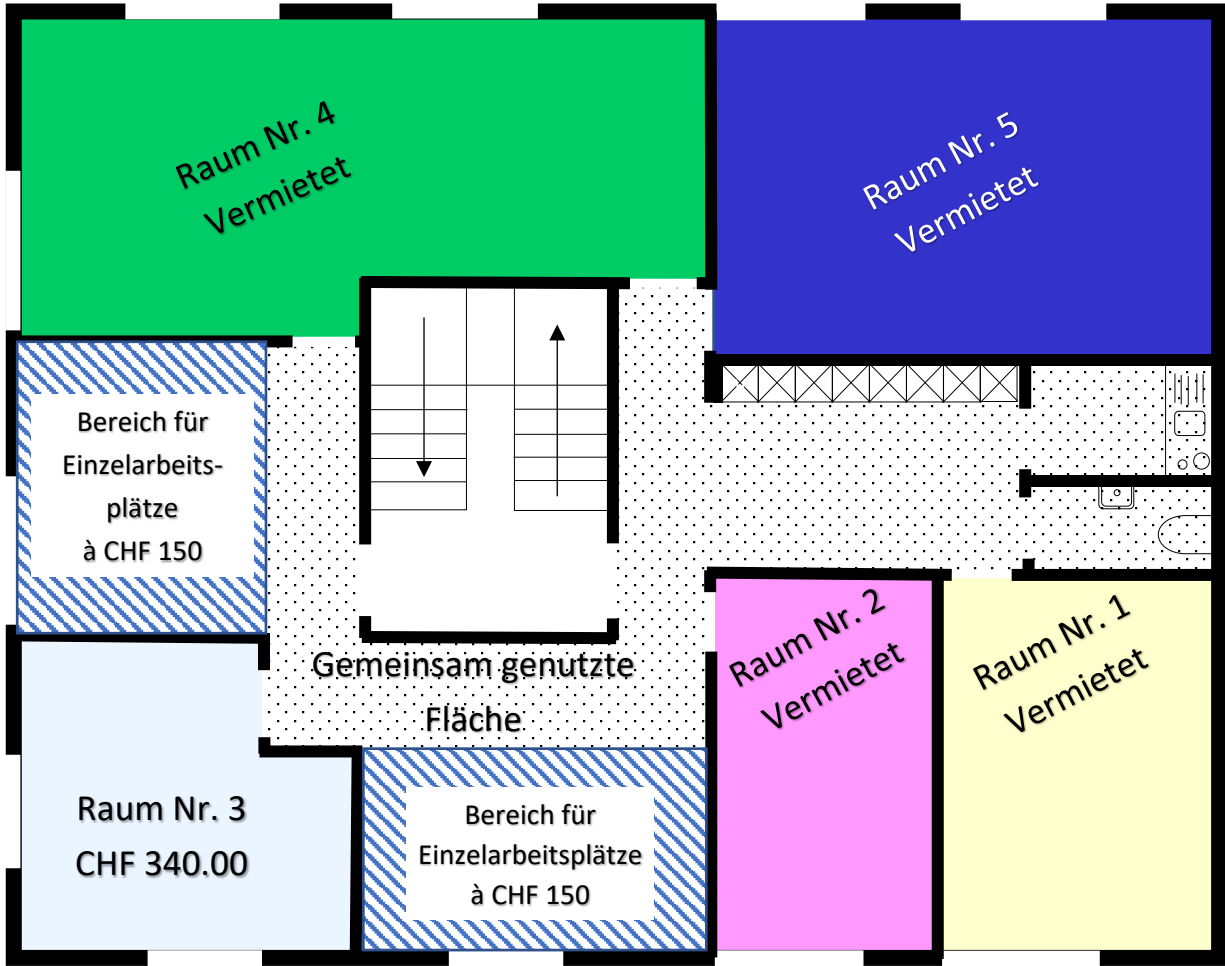 Raum Nr. 4
Vermietet
Raum Nr. 5
Vermietet
Bereich für
Einzelarbeits-
plätze
à CHF 150
Gemeinsam genutzte
Fläche
Raum Nr. 2
Vermietet
Raum Nr. 1
Vermietet
Raum Nr. 3
CHF 340.00
Bereich für
Einzelarbeitsplätze
à CHF 150